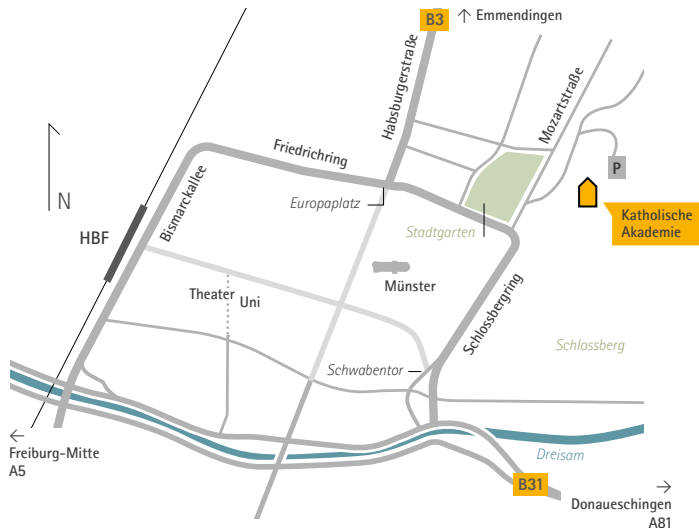 B3
↑ Emmendingen
Habsburgerstraße
Mozartstraße
Friedrichring
P
N
Europaplatz
Bismarckallee
Stadtgarten
Katholische
Akademie
HBF
Münster
Theater
Uni
Schlossbergring
Schlossberg
Schwabentor
←
Freiburg-Mitte
A5
Dreisam
B31
→
Donaueschingen
A81